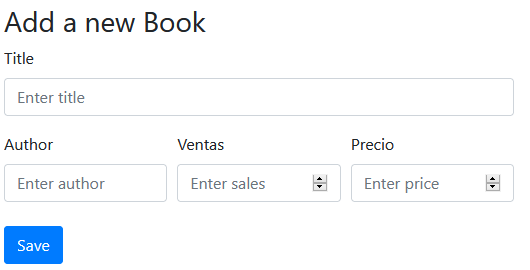 Add a new Book
Title
Enter title
Author Ventas Precio
Enter author Enter sales Enter price
Save